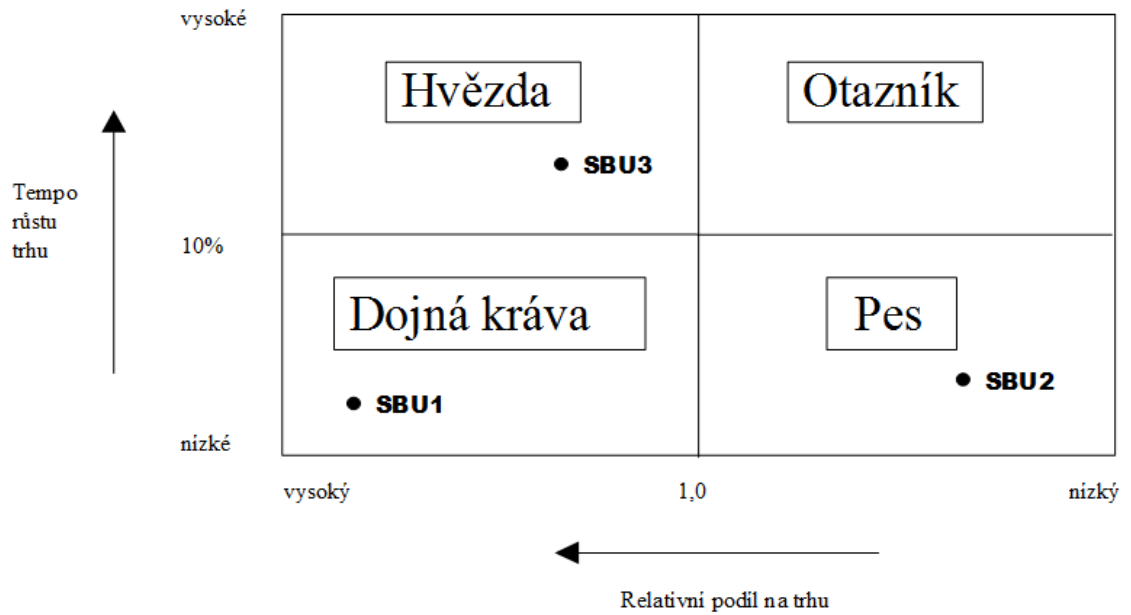 vysoké
Hvězda
Otazník
SBU3
Tempo
růstu
trhu
10%
Dojná kráva
Pes
SBU2
SBU1
nízké
vysoký
1,0
nízký
Relativní podíl na trhu